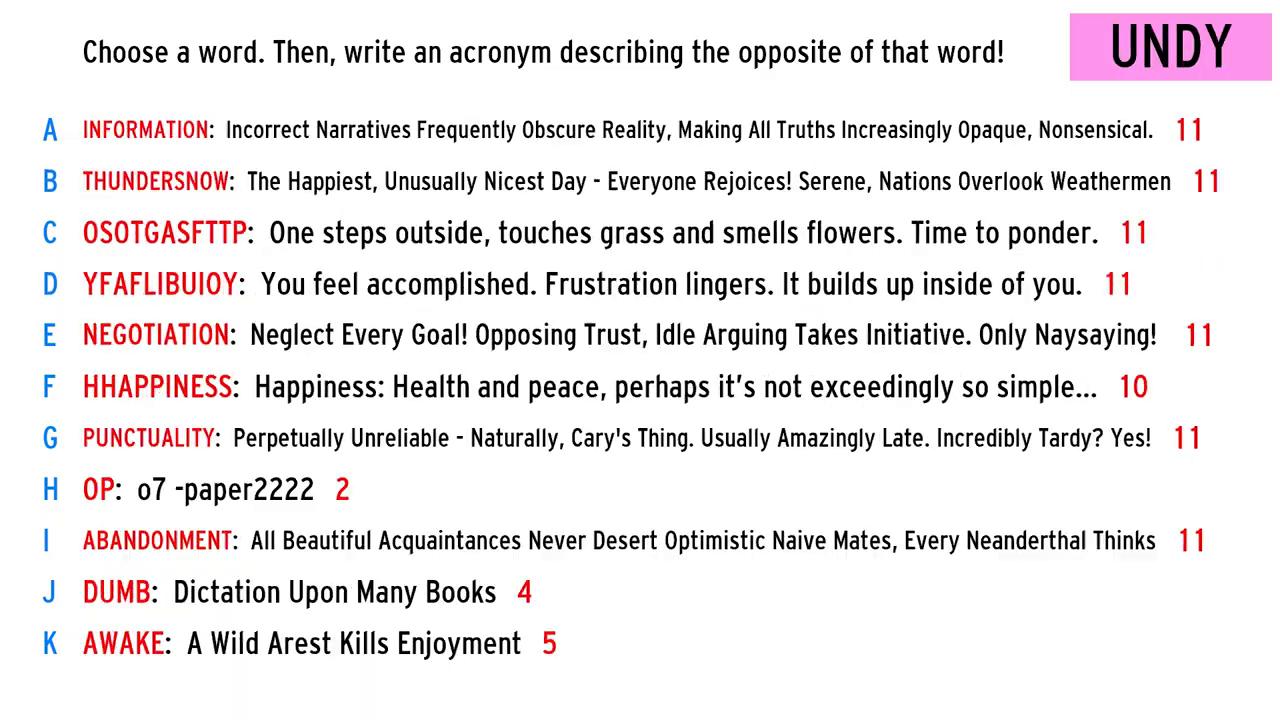 Choose a word. Then, write an acronym describing the opposite of that word!
UNDY
A INFORMATION: Incorrect Narratives Frequently Obscure Reality, Making All Truths Increasingly Opaque, Nonsensical. 11
B THUNDERSNOW: The Happiest, Unusually Nicest Day - Everyone Rejoices! Serene, Nations Overlook Weathermen 11
C OSOTGASFTTP: One steps outside, touches grass and smells flowers. Time to ponder. 11
D YFAFLIBUIOY: You feel accomplished. Frustration lingers. It builds up inside of you. 11
E NEGOTIATION: Neglect Every Goal! Opposing Trust, Idle Arguing Takes Initiative. Only Naysaying! 11
F HHAPPINESS: Happiness: Health and peace, perhaps it's not exceedingly so simple... 10
G PUNCTUALITY: Perpetually Unreliable - Naturally, Cary's Thing. Usually Amazingly Late. Incredibly Tardy? Yes! 11
H OP: o7 -paper2222 2
I ABANDONMENT: All Beautiful Acquaintances Never Desert Optimistic Naive Mates, Every Neanderthal Thinks 11
J DUMB: Dictation Upon Many Books 4
K AWAKE: A Wild Arest Kills Enjoyment 5